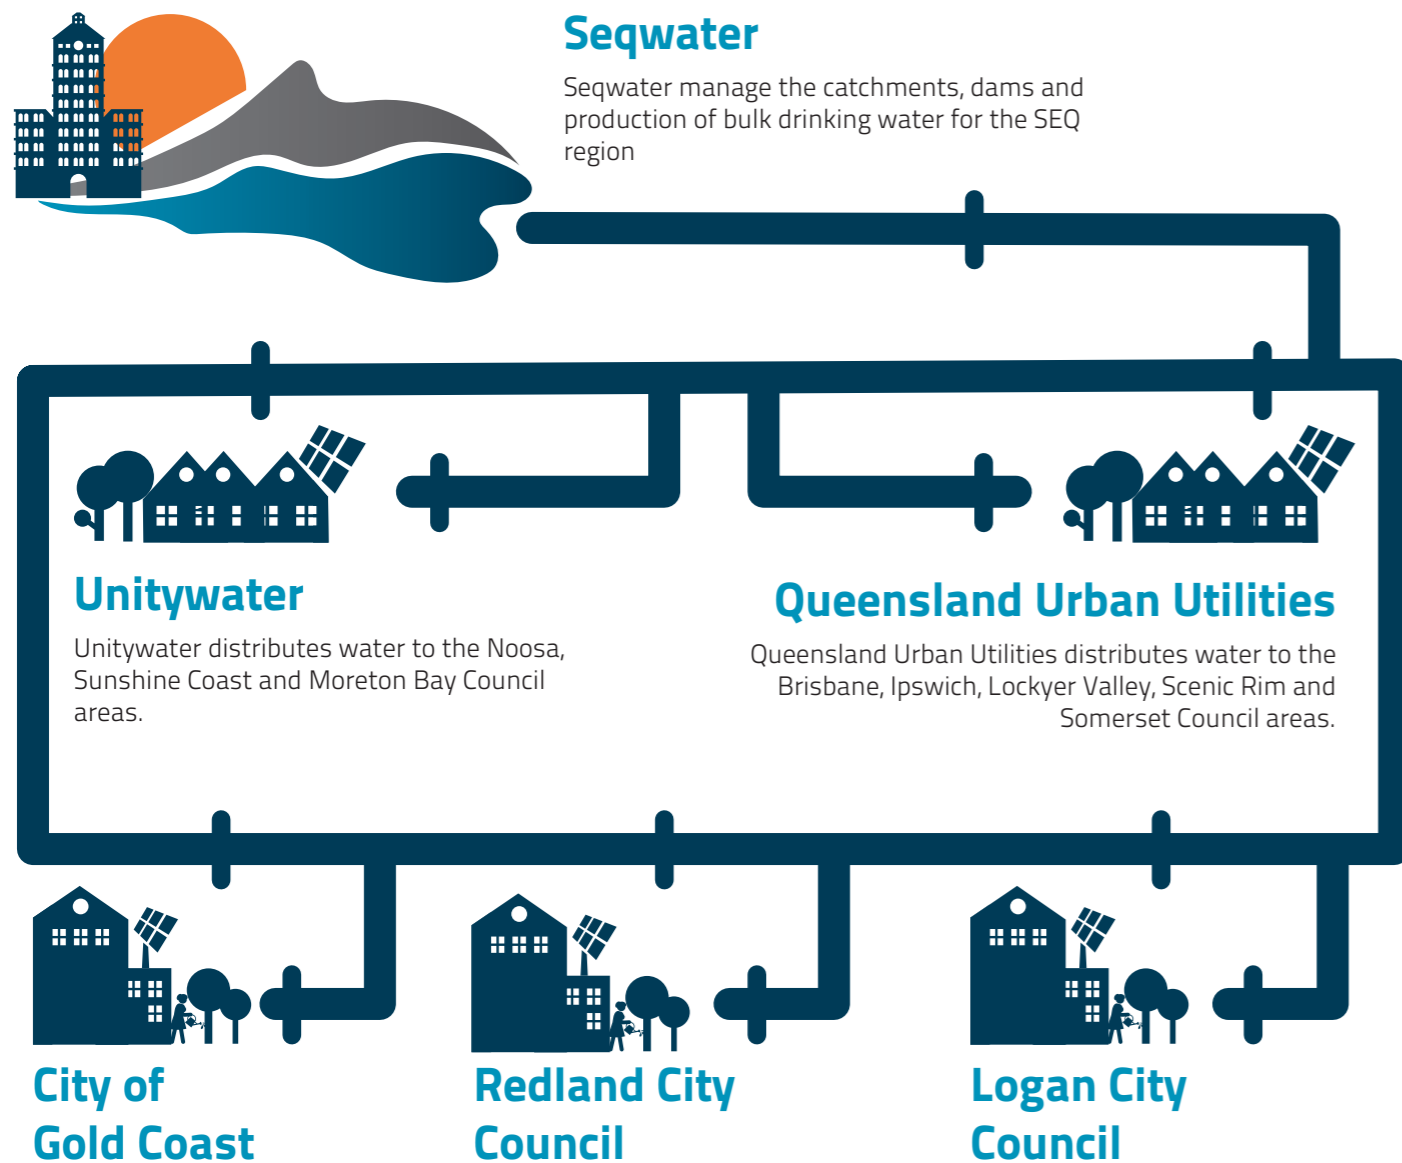 Seqwater
Seqwater manage the catchments, dams and
production of bulk drinking water for the SEQ
region
Unitywater
Unitywater distributes water to the Noosa,
Sunshine Coast and Moreton Bay Council
areas.
Queensland Urban Utilities
Queensland Urban Utilities distributes water to the
Brisbane, Ipswich, Lockyer Valley, Scenic Rim and
Somerset Council areas.
City of
Gold Coast
Redland City
Council
Logan City
Council